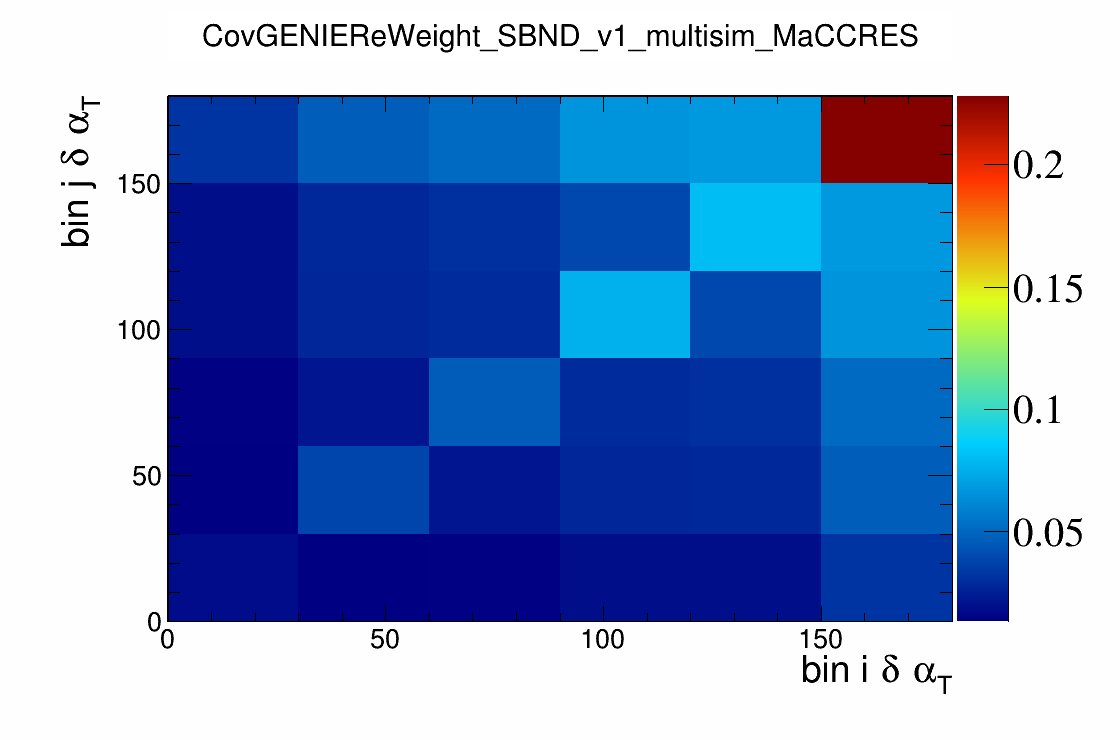 CovGENIEReWeight_SBND_v1_multisim_MaCCRES
bin j δ α_T
150
100
50
0
0 50 100 150
bin i δ α_T
0.2
0.15
0.1
0.05